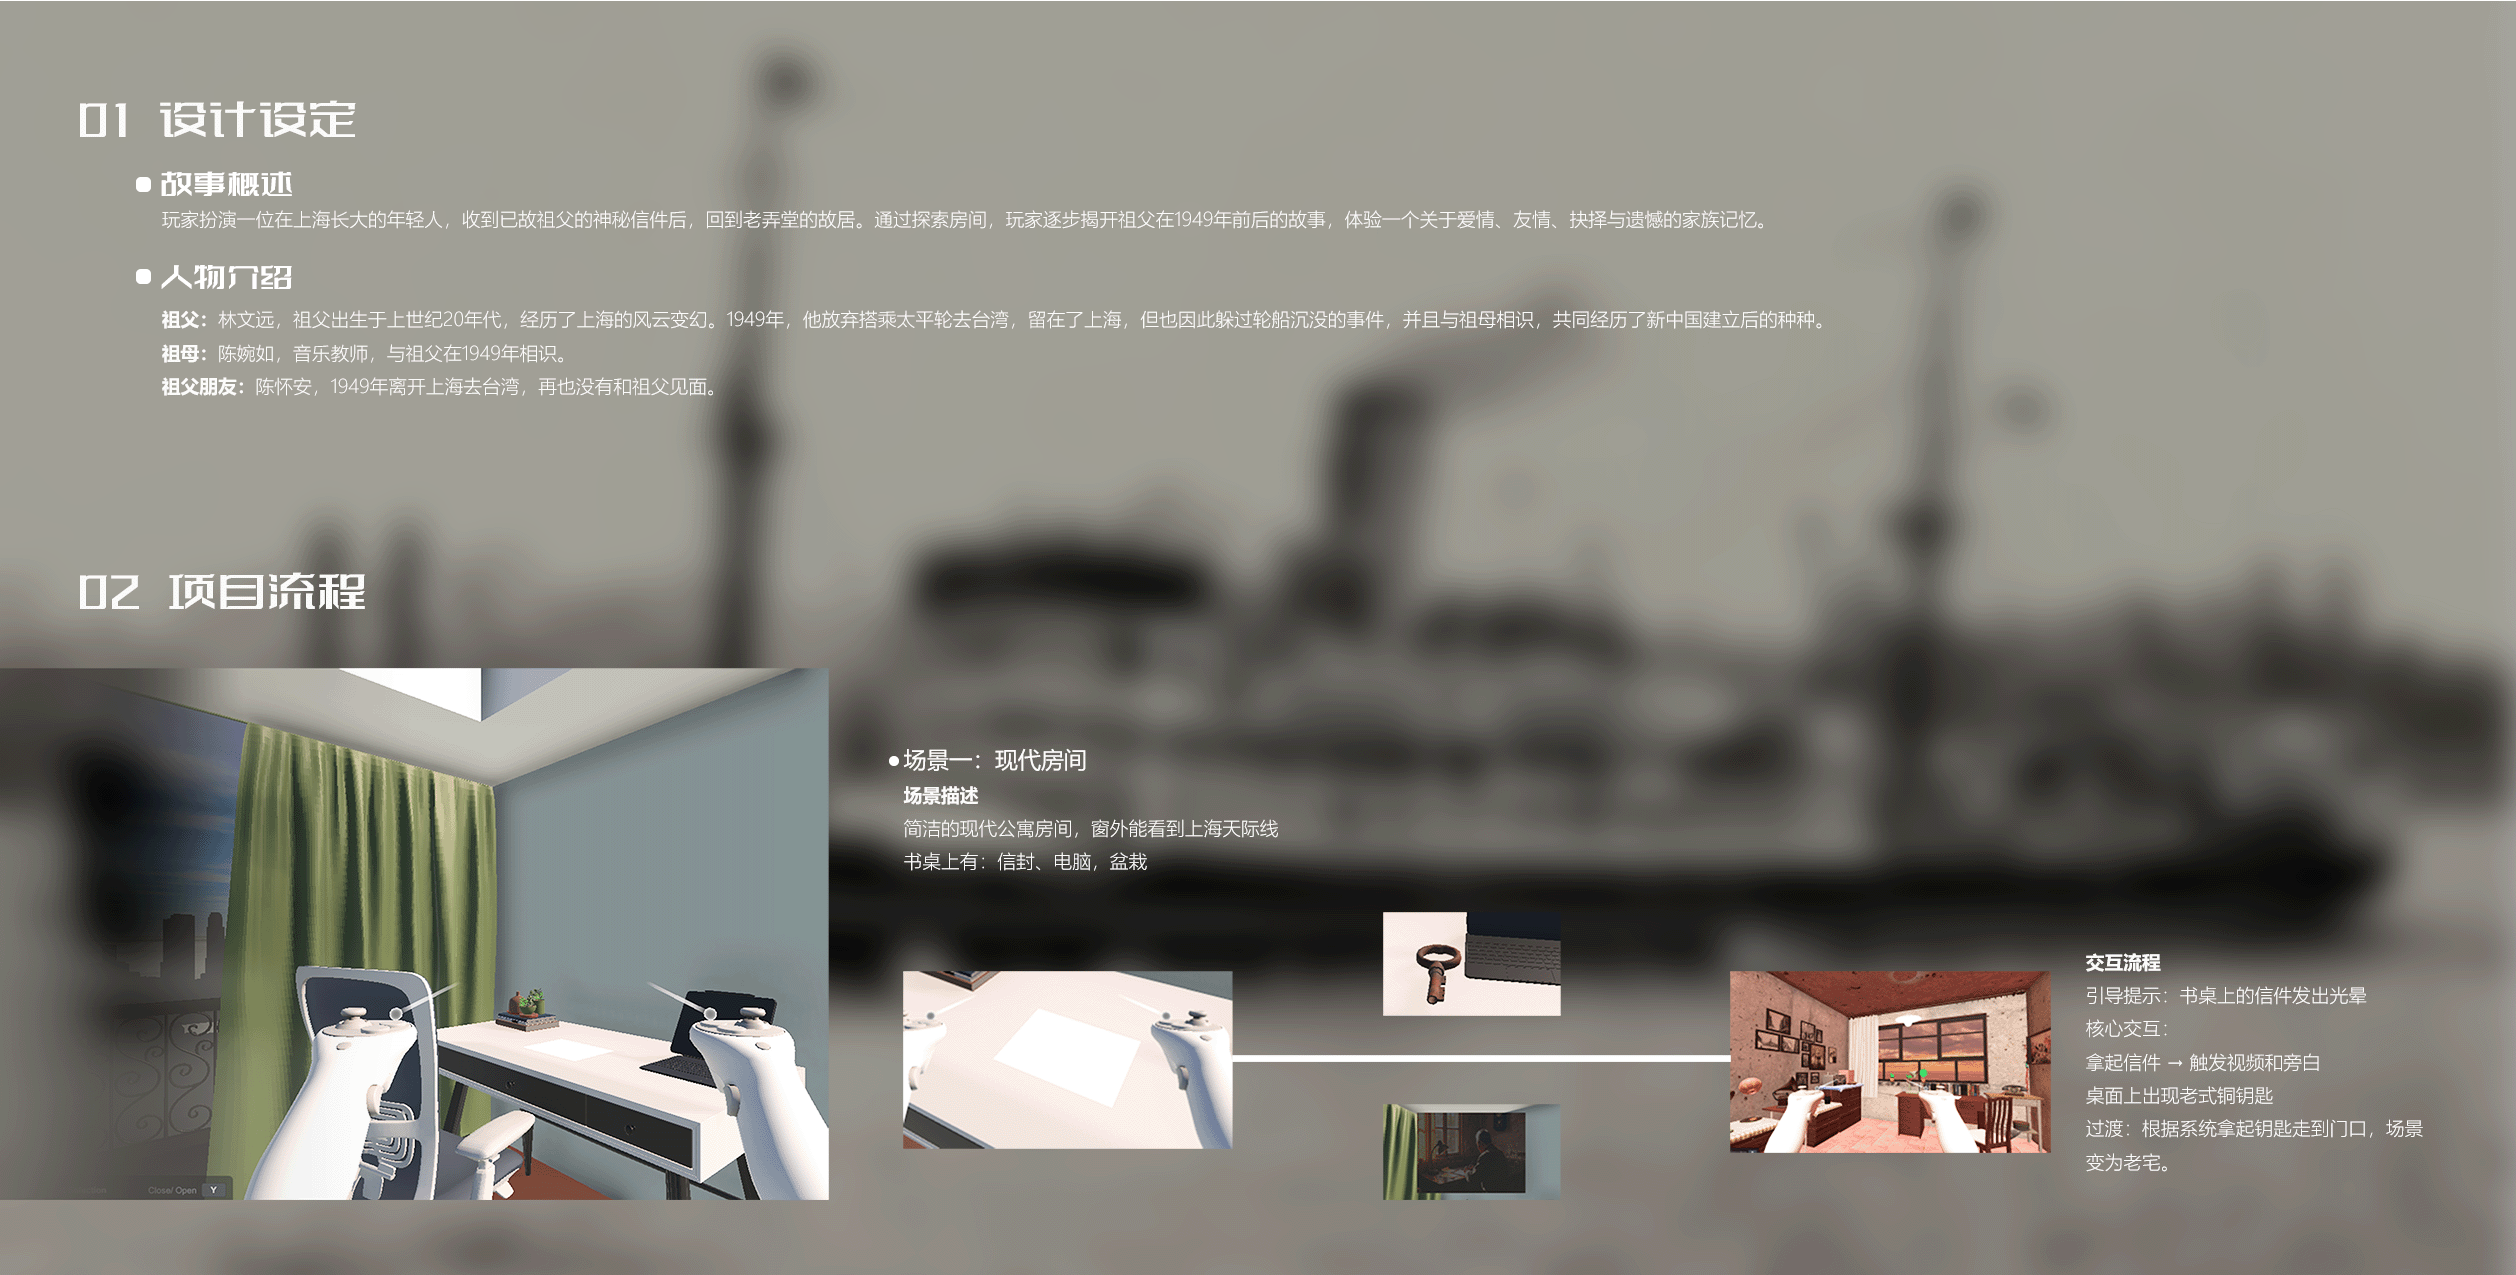 01 设计设定
故事概述
玩家扮演一位在上海长大的年轻人，收到已故祖父的神秘信件后，回到老弄堂的故居。通过探索房间，玩家逐步揭开祖父在1949年前后的故事，体验一个关于爱情、友情、抉择与遗憾的家族记忆。
人物介绍
祖父：林文远，祖父出生于上世纪20年代，经历了上海的风云变幻。1949年，他放弃搭乘太平轮去台湾，留在了上海，但也因此躲过轮船沉没的事件，并且与祖母相识，共同经历了新中国建立后的种种。
祖母：陈婉如，音乐教师，与祖父在1949年相识。
祖父朋友：陈怀安，1949年离开上海去台湾，再也没有和祖父见面。
02 项目流程
场景一：现代房间
场景描述
简洁的现代公寓房间，窗外能看到上海天际线
书桌上有：信封、电脑，盆栽
交互流程
引导提示：书桌上的信件发出光晕
核心交互：
拿起信件 → 触发视频和旁白
桌面上出现老式铜钥匙
过渡：根据系统拿起钥匙走到门口，场景
变为老宅。
Close/ Open Y